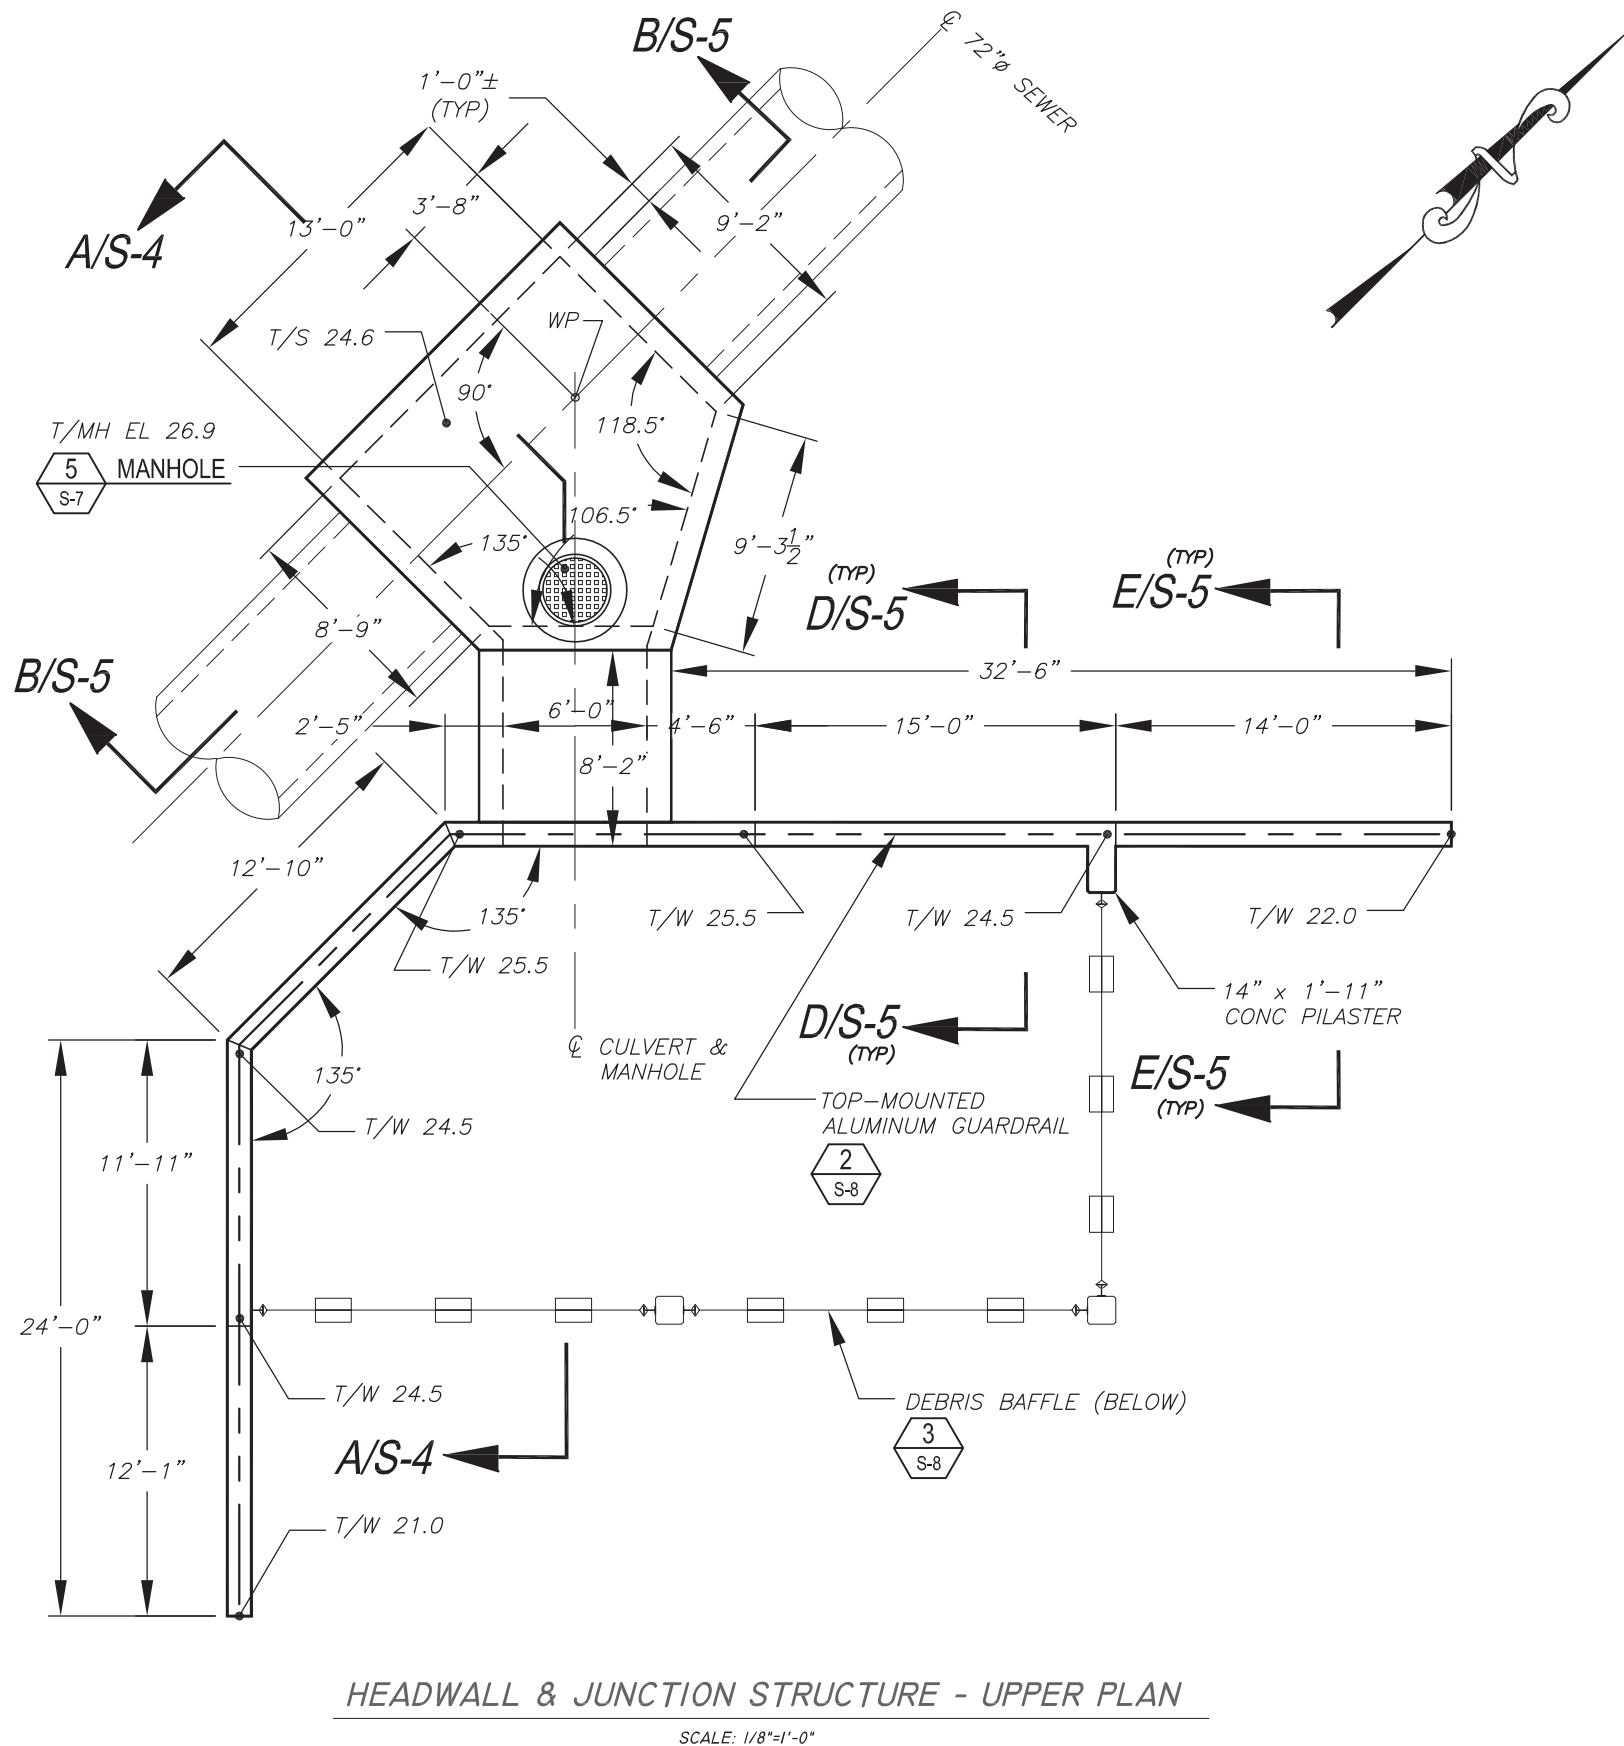 B/S-5
℄ 72"ø SEWER
1'-0"±
(TYP)
3'-8"
13'-0"
9'-2"
A/S-4
WP
T/S 24.6
90°
118.5°
T/MH EL 26.9
5 MANHOLE
S-7
106.5°
135°
9'-3½"
(TYP)
D/S-5
(TYP)
E/S-5
8'-9"
B/S-5
32'-6"
2'-5"
6'-0"
4'-6"
15'-0"
14'-0"
8'-2"
12'-10"
135°
T/W 25.5
T/W 24.5
T/W 22.0
T/W 25.5
14" x 1'-11"
CONC PILASTER
D/S-5
(TYP)
℄ CULVERT &
MANHOLE
E/S-5
(TYP)
135°
TOP-MOUNTED
ALUMINUM GUARDRAIL
2
S-8
T/W 24.5
11'-11"
24'-0"
T/W 24.5
DEBRIS BAFFLE (BELOW)
3
S-8
A/S-4
12'-1"
T/W 21.0
HEADWALL & JUNCTION STRUCTURE - UPPER PLAN
SCALE: 1/8"=1'-0"